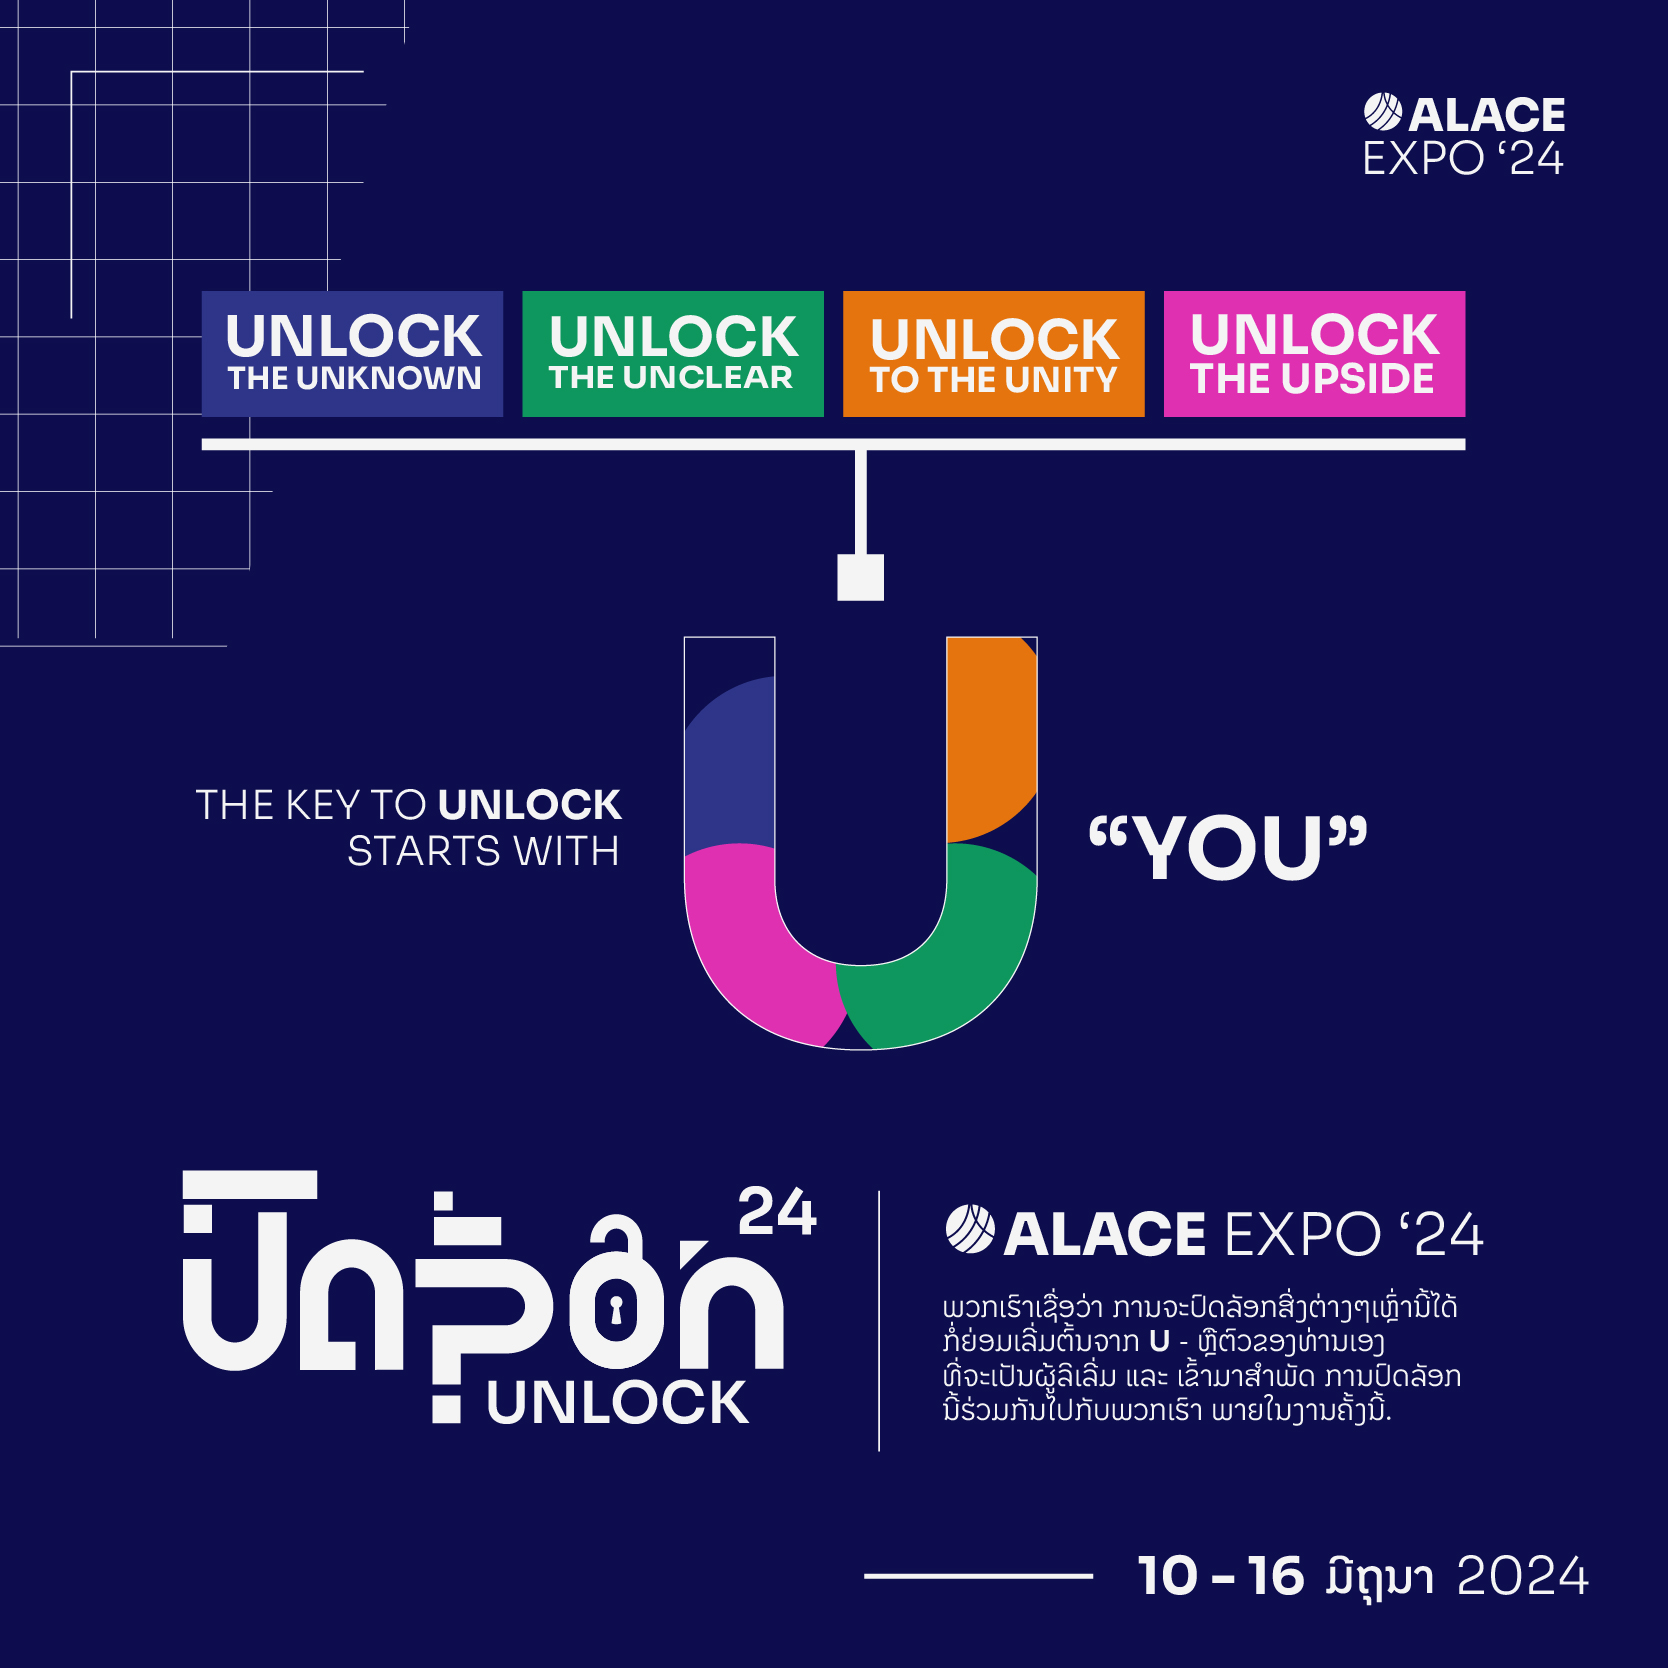 ALACE
EXPO ‘24
UNLOCK
THE UNKNOWN
UNLOCK
THE UNCLEAR
UNLOCK
TO THE UNITY
UNLOCK
THE UPSIDE
THE KEY TO UNLOCK
STARTS WITH
U
“YOU”
ປົດລັອກ
24
UNLOCK
ALACE EXPO ‘24
ພວກເຮົາເຊື່ອວ່າ ການຈະປົດລັອກສິ່ງຕ່າງໆເຫຼົ່ານີ້ໄດ້
ກໍ່ຍ່ອມເລີ່ມຕົ້ນຈາກ U - ຫຼືຕົວຂອງທ່ານເອງ
ທີ່ຈະເປັນຜູ້ລິເລີ່ມ ແລະ ເຂົ້າມາສຳພັດ ການປົດລັອກ
ນີ້ຮ່ວມກັນໄປກັບພວກເຮົາ ພາຍໃນງານຄັ້ງນີ້.
10 - 16 ມິຖຸນາ 2024